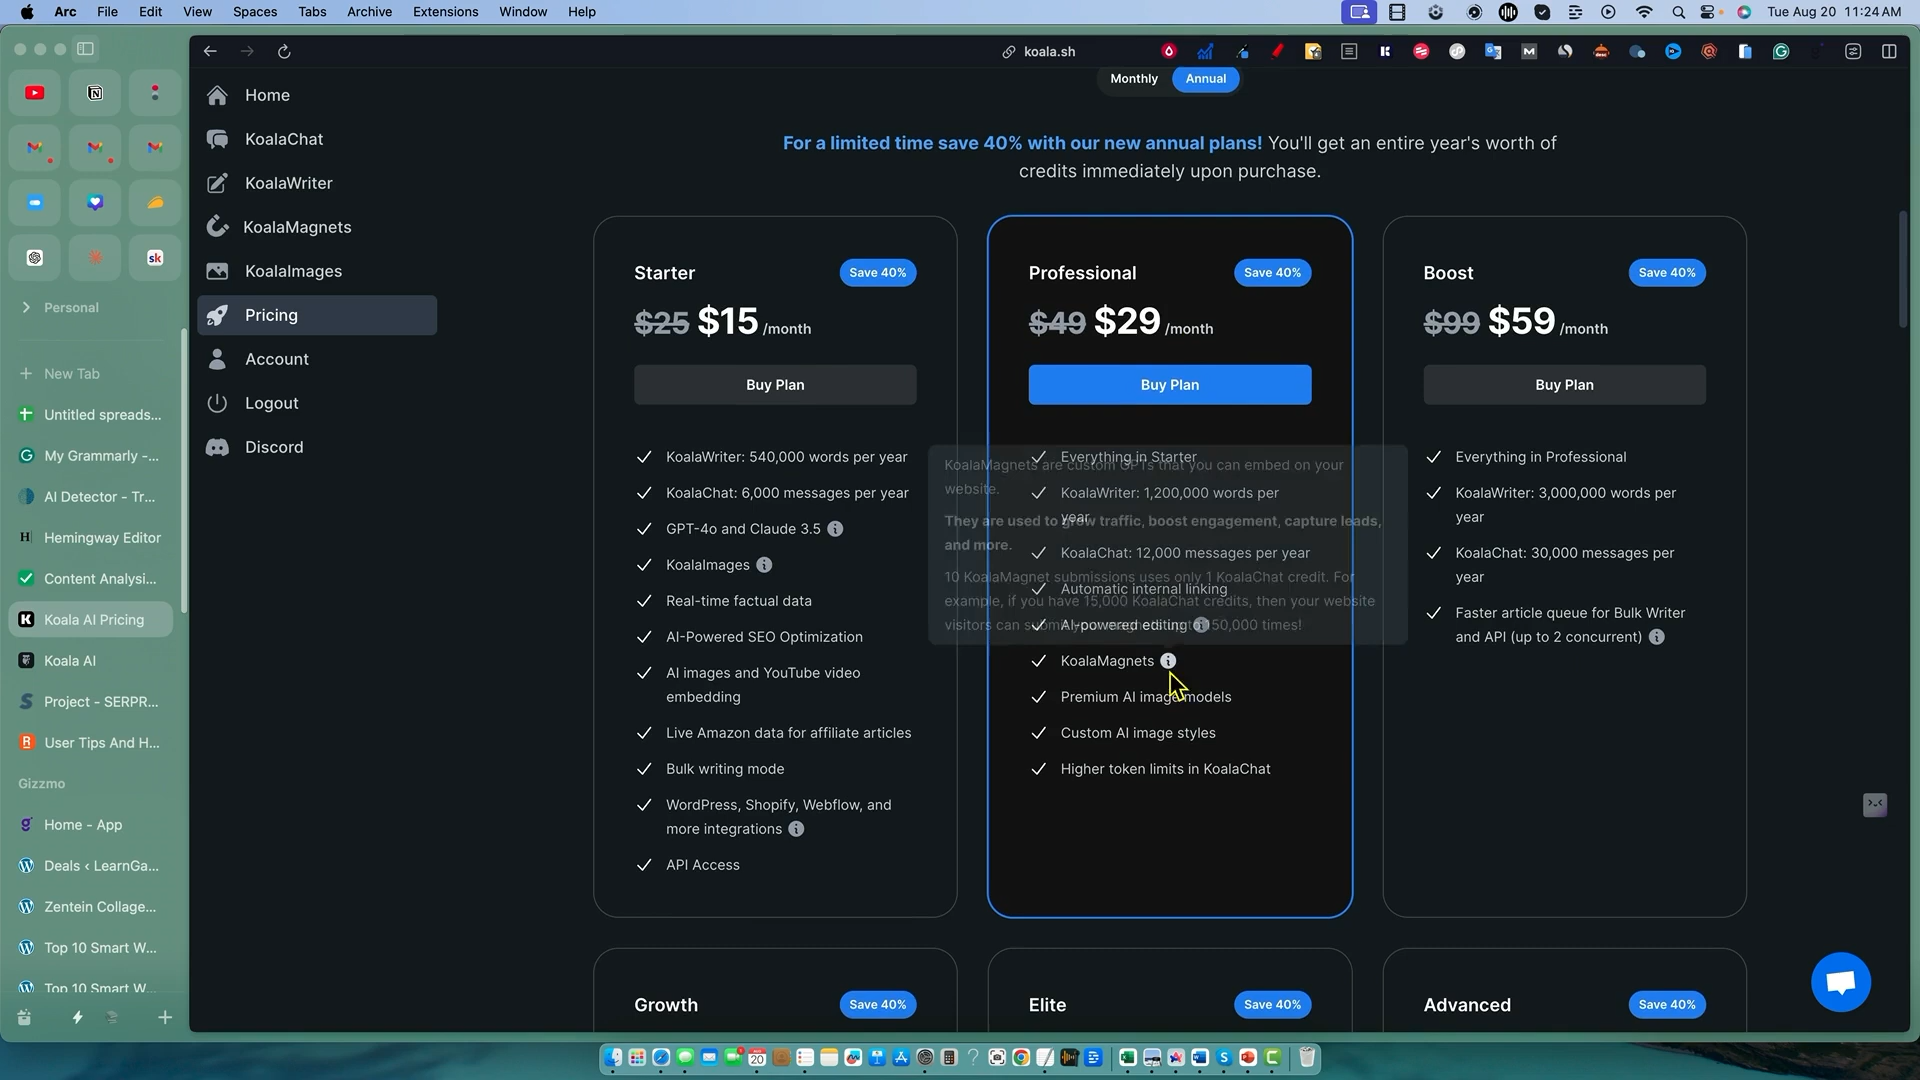 Arc File Edit View Spaces Tabs Archive Extensions Window Help
Tue Aug 20 11:24 AM
koala.sh
Personal
New Tab
Untitled spreads...
My Grammarly -...
AI Detector - Tr...
Hemingway Editor
Content Analysi...
Koala AI Pricing
Koala AI
Project - SERPR...
User Tips And H...
Gizzmo
Home - App
Deals < LearnGa...
Zentein Collage...
Top 10 Smart W...
Top 10 Smart W...
Home
KoalaChat
KoalaWriter
KoalaMagnets
KoalaImages
Pricing
Account
Logout
Discord
Monthly Annual
For a limited time save 40% with our new annual plans! You'll get an entire year's worth of
credits immediately upon purchase.
Starter Save 40%
$25 $15 /month
Buy Plan
KoalaWriter: 540,000 words per year
KoalaChat: 6,000 messages per year
GPT-4o and Claude 3.5
KoalaImages
Real-time factual data
AI-Powered SEO Optimization
AI images and YouTube video
embedding
Live Amazon data for affiliate articles
Bulk writing mode
WordPress, Shopify, Webflow, and
more integrations
API Access
Professional Save 40%
$49 $29 /month
Buy Plan
Everything in Starter
KoalaWriter: 1,200,000 words per
year
KoalaChat: 12,000 messages per year
Automatic internal linking
AI-powered editing
KoalaMagnets
Premium AI image models
Custom AI image styles
Higher token limits in KoalaChat
KoalaMagnets are custom GPTs that you can embed on your
website.
They are used to grow traffic, boost engagement, capture leads,
and more.
10 KoalaMagnet submissions uses only 1 KoalaChat credit. For
example, if you have 15,000 KoalaChat credits, then your website
visitors can 150,000 times!
Boost Save 40%
$99 $59 /month
Buy Plan
Everything in Professional
KoalaWriter: 3,000,000 words per
year
KoalaChat: 30,000 messages per
year
Faster article queue for Bulk Writer
and API (up to 2 concurrent)
Growth Save 40%
Elite Save 40%
Advanced Save 40%